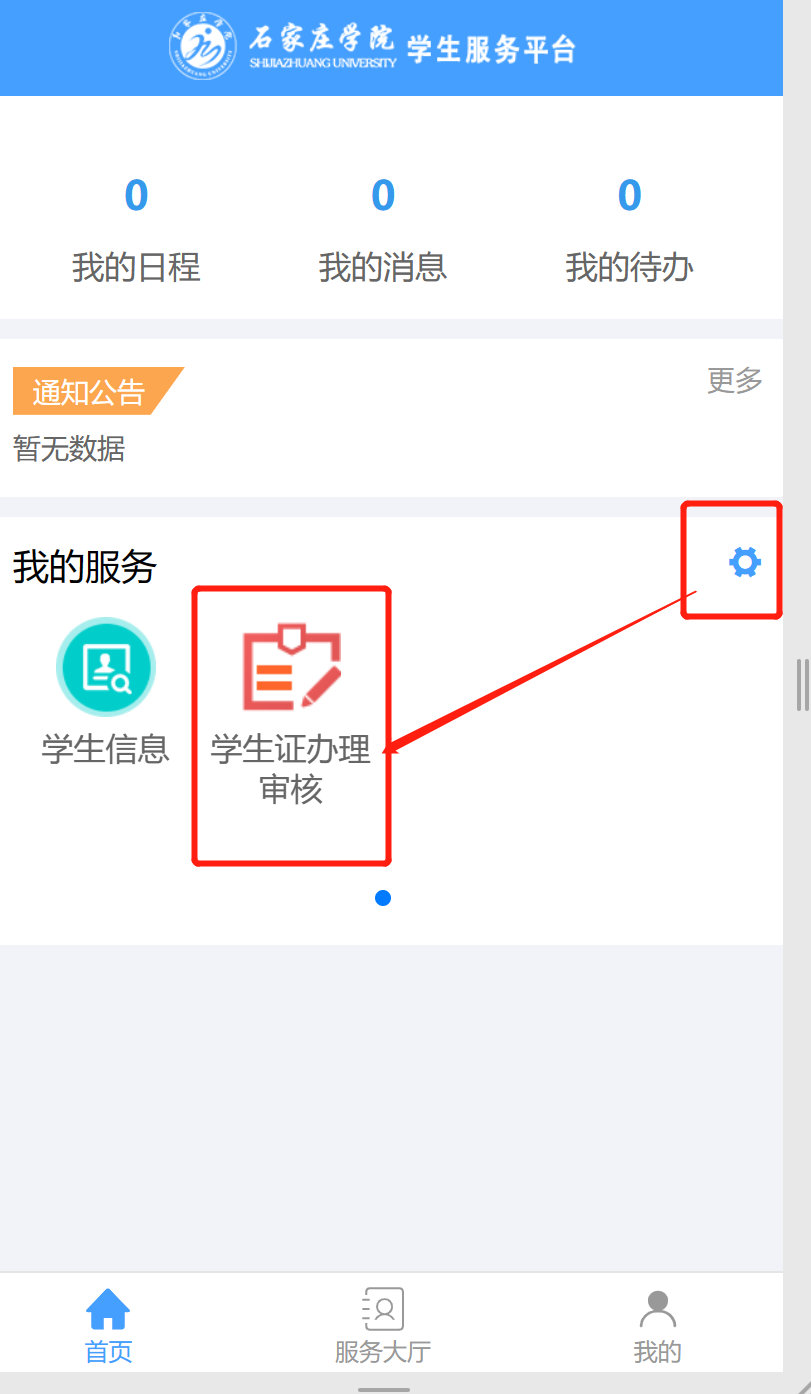 石家庄学院 学生服务平台
SHIJIAZHUANG UNIVERSITY
0 0 0
我的日程 我的消息 我的待办
通知公告 更多
暂无数据
我的服务
学生信息 学生证办理
审核
首页 服务大厅 我的